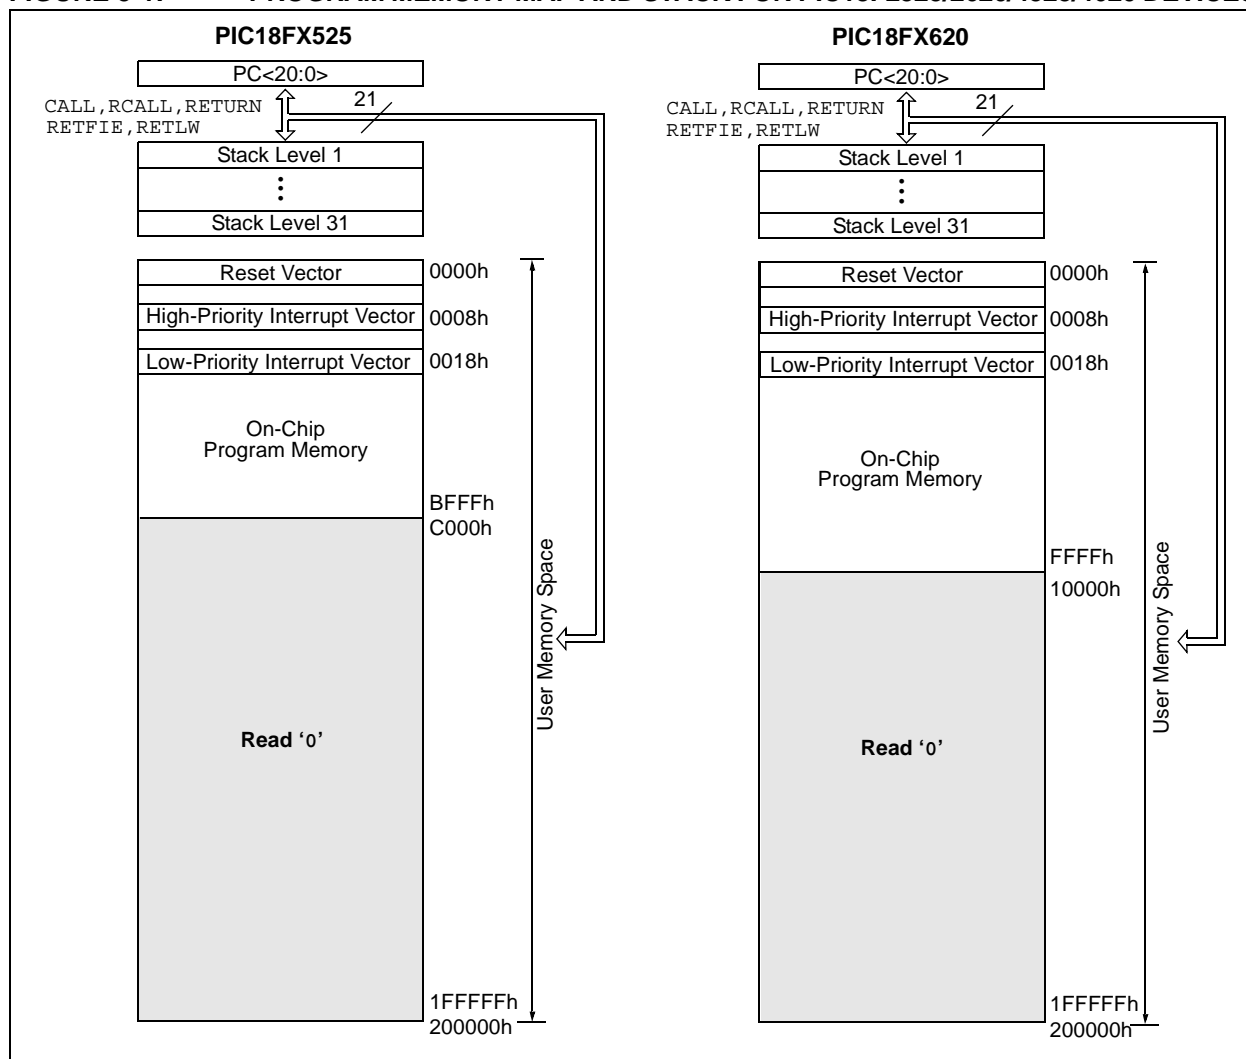 PIC18FX525
PC<20:0>
CALL,RCALL,RETURN
RETFIE,RETLW
21
Stack Level 1
Stack Level 31
Reset Vector
0000h
High-Priority Interrupt Vector
0008h
Low-Priority Interrupt Vector
0018h
On-Chip
Program Memory
BFFFh
C000h
User Memory Space
Read ‘0’
1FFFFFh
200000h
PIC18FX620
PC<20:0>
CALL,RCALL,RETURN
RETFIE,RETLW
21
Stack Level 1
Stack Level 31
Reset Vector
0000h
High-Priority Interrupt Vector
0008h
Low-Priority Interrupt Vector
0018h
On-Chip
Program Memory
FFFFh
10000h
User Memory Space
Read ‘0’
1FFFFFh
200000h